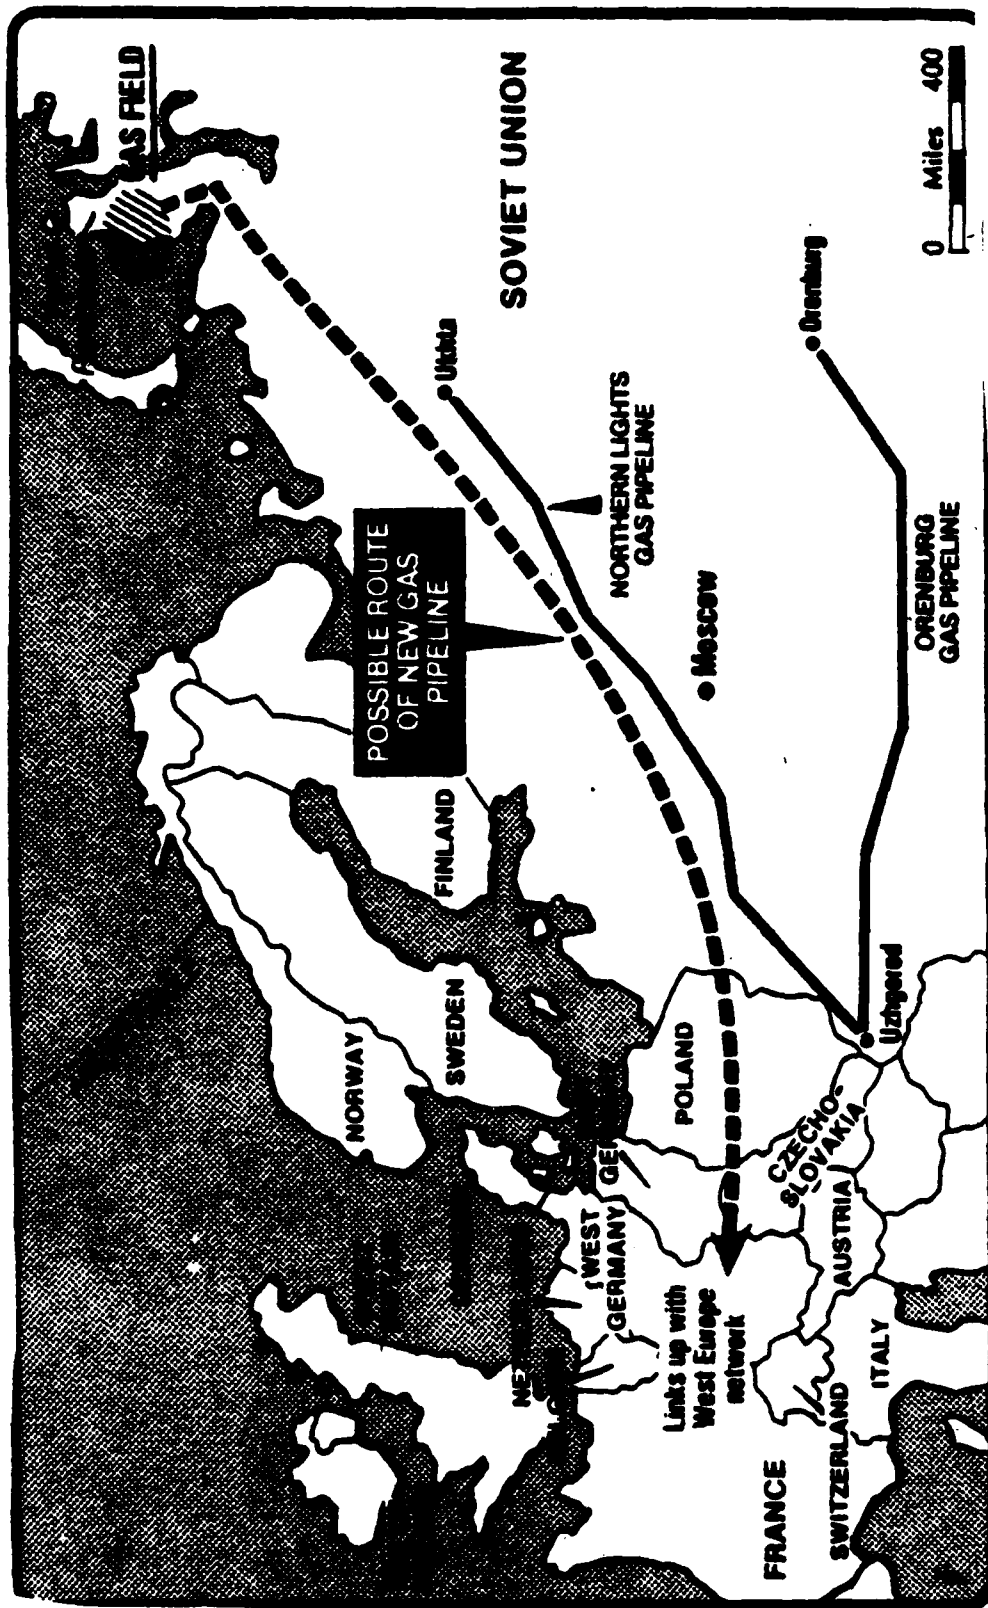 GAS FIELD
SOVIET UNION
0 Miles 400
Ukhta
Orenburg
POSSIBLE ROUTE
OF NEW GAS
PIPELINE
NORTHERN LIGHTS
GAS PIPELINE
Moscow
ORENBURG
GAS PIPELINE
FINLAND
SWEDEN
NORWAY
POLAND
Uzhgorod
CZECHO-
SLOVAKIA
WEST
GERMANY
AUSTRIA
Links up with
West Europe
network
ITALY
FRANCE
SWITZERLAND